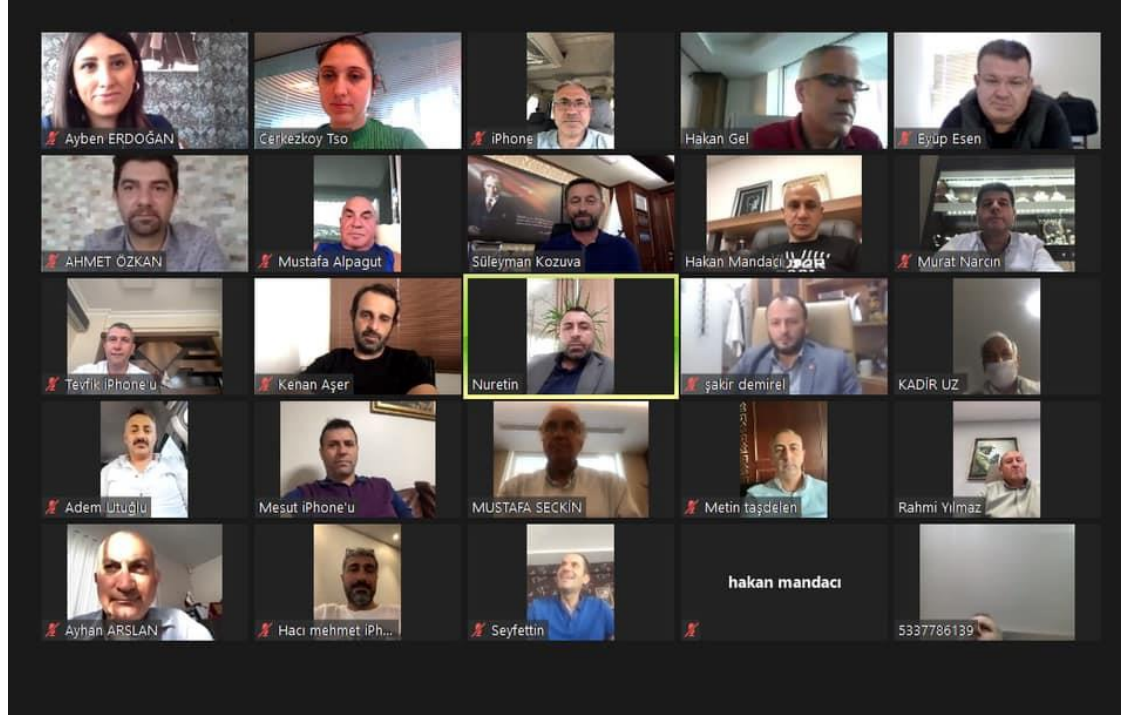 Ayben ERDOĞAN
Cerkezkoy Tso
iPhone
Hakan Gel
Eyüp Esen
AHMET ÖZKAN
Mustafa Alpagut
Süleyman Kozuva
Hakan Mandacı
Murat Narcın
Tevfik iPhone'u
Kenan Aşer
Nuretin
şakir demirel
KADİR UZ
Adem Utuğlu
Mesut iPhone'u
MUSTAFA SECKİN
Metin taşdelen
Rahmi Yılmaz
Ayhan ARSLAN
Hacı mehmet iPh...
Seyfettin
hakan mandacı
5337786139